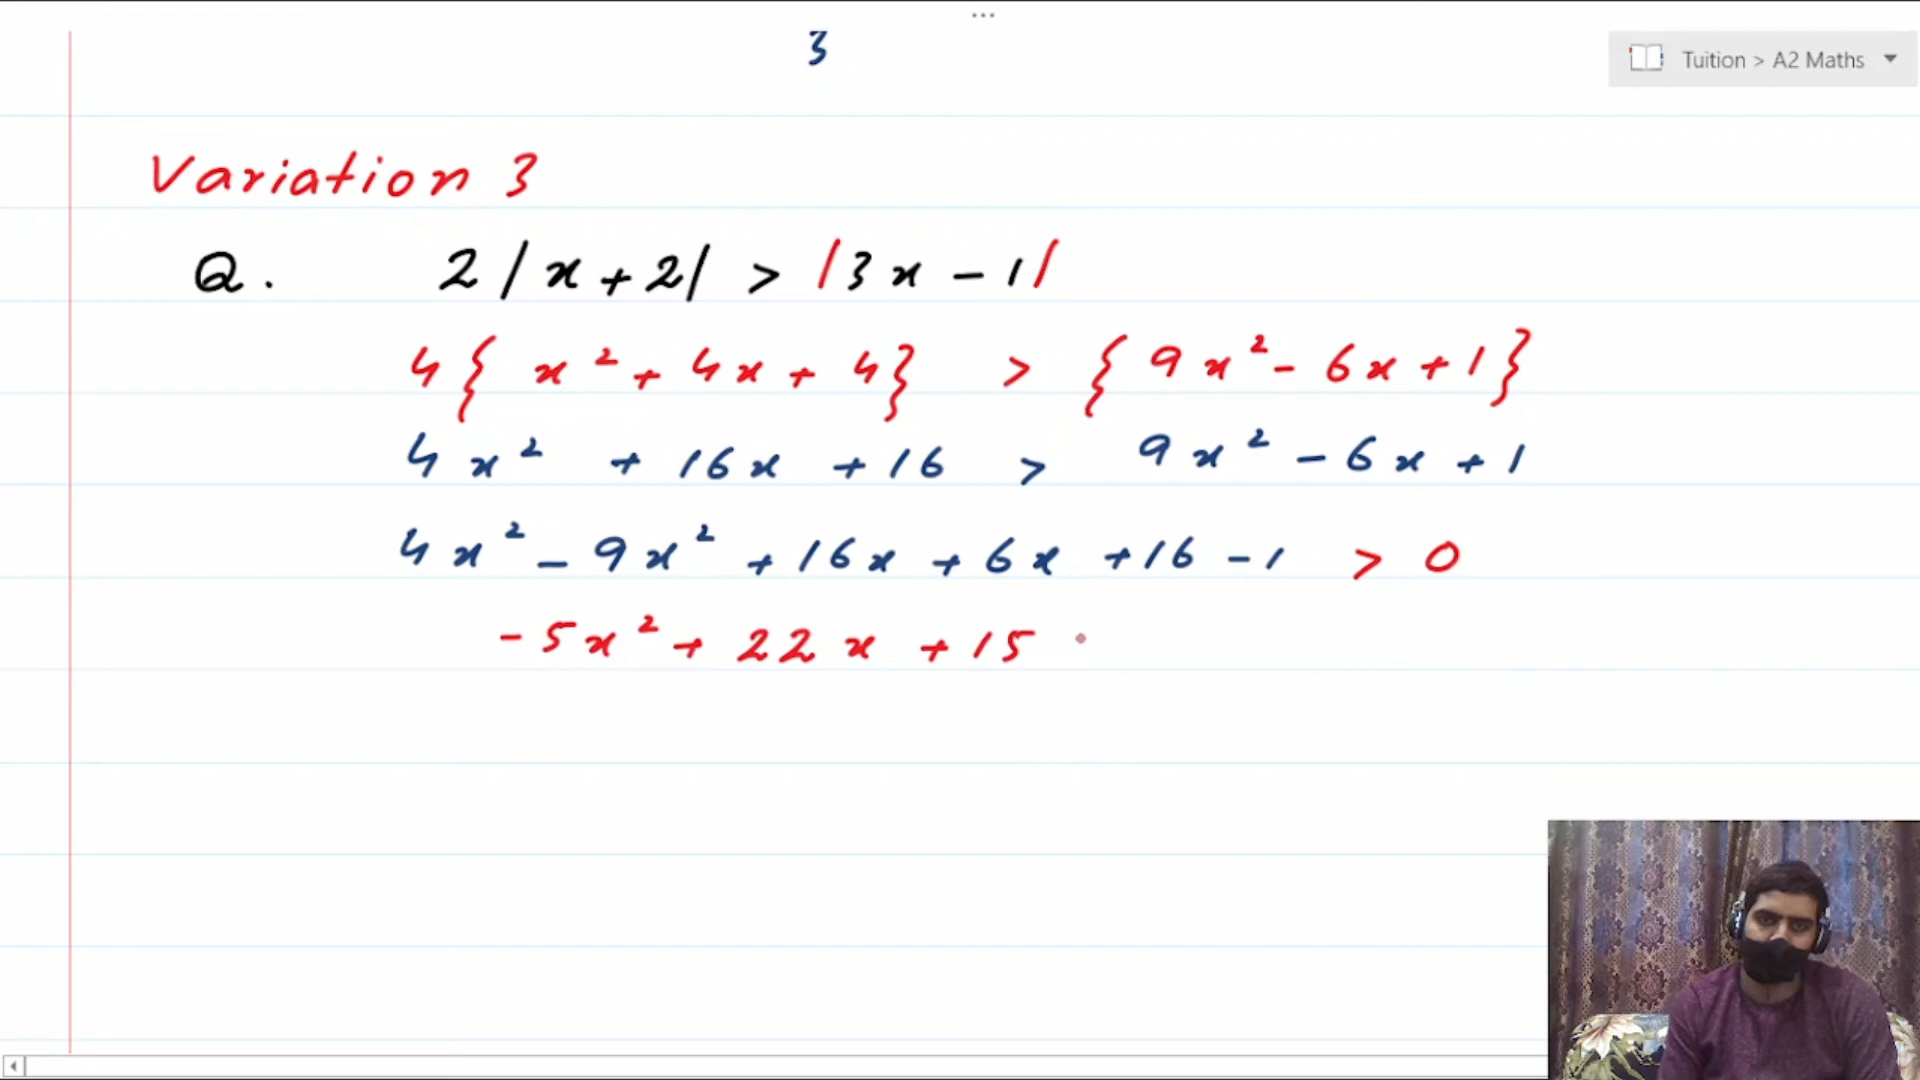 ...
3
Tuition > A2 Maths
Variation 3
Q. 2|x+2| > |3x-1|
4{x²+4x+4} > {9x²-6x+1}
4x² +16x +16 > 9x²-6x+1
4x²-9x²+16x+6x+16-1 > 0
-5x²+22x+15